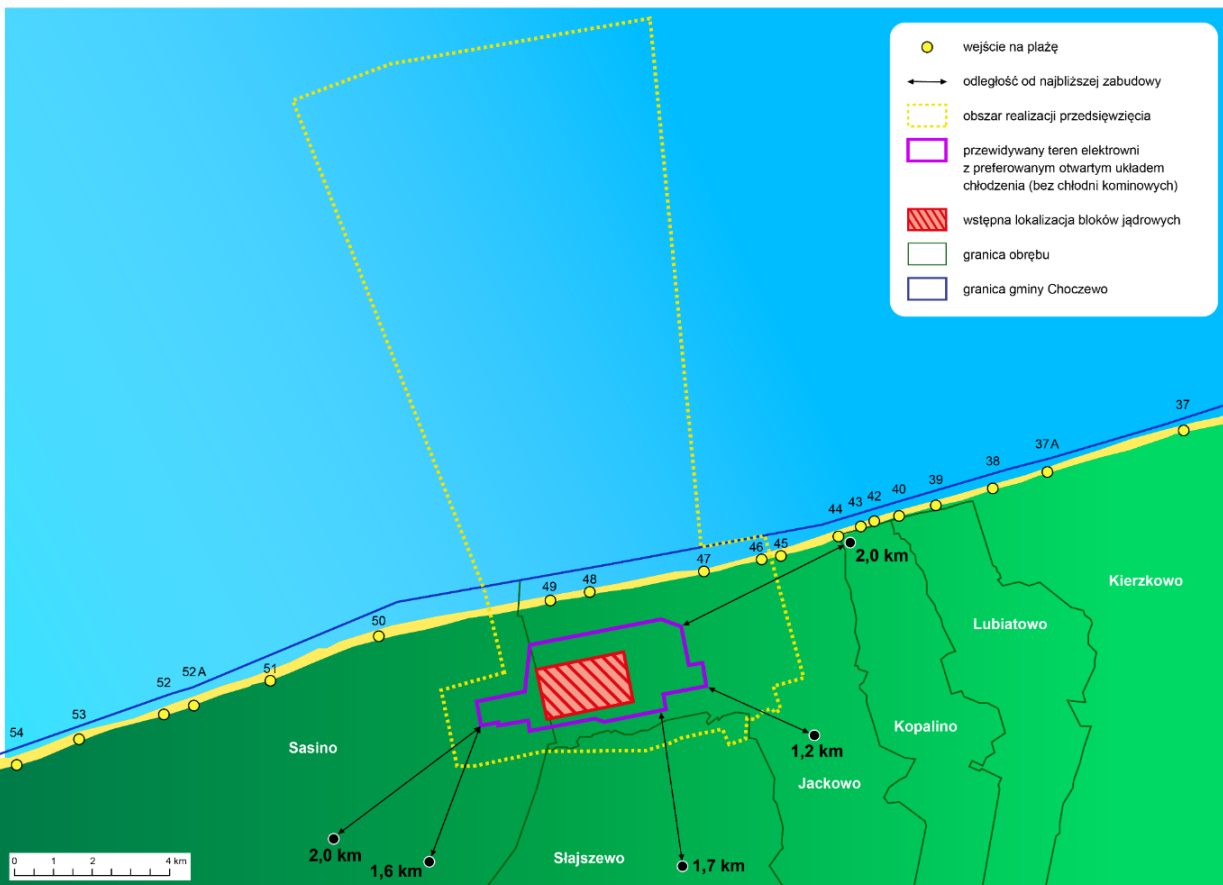 wejście na plażę
odległość od najbliższej zabudowy
obszar realizacji przedsięwzięcia
przewidywany teren elektrowni
z preferowanym otwartym układem
chłodzenia (bez chłodni kominowych)
wstępna lokalizacja bloków jądrowych
granica obrębu
granica gminy Choczewo
37
37A
38
39
40
42
43
44
45
46
47
48
49
50
51
52A
52
53
54
2,0 km
Kierzkowo
Lubiatowo
Kopalino
Sasino
1,2 km
Jackowo
2,0 km
1,6 km
Słajszewo
1,7 km
0 1 2 4 km